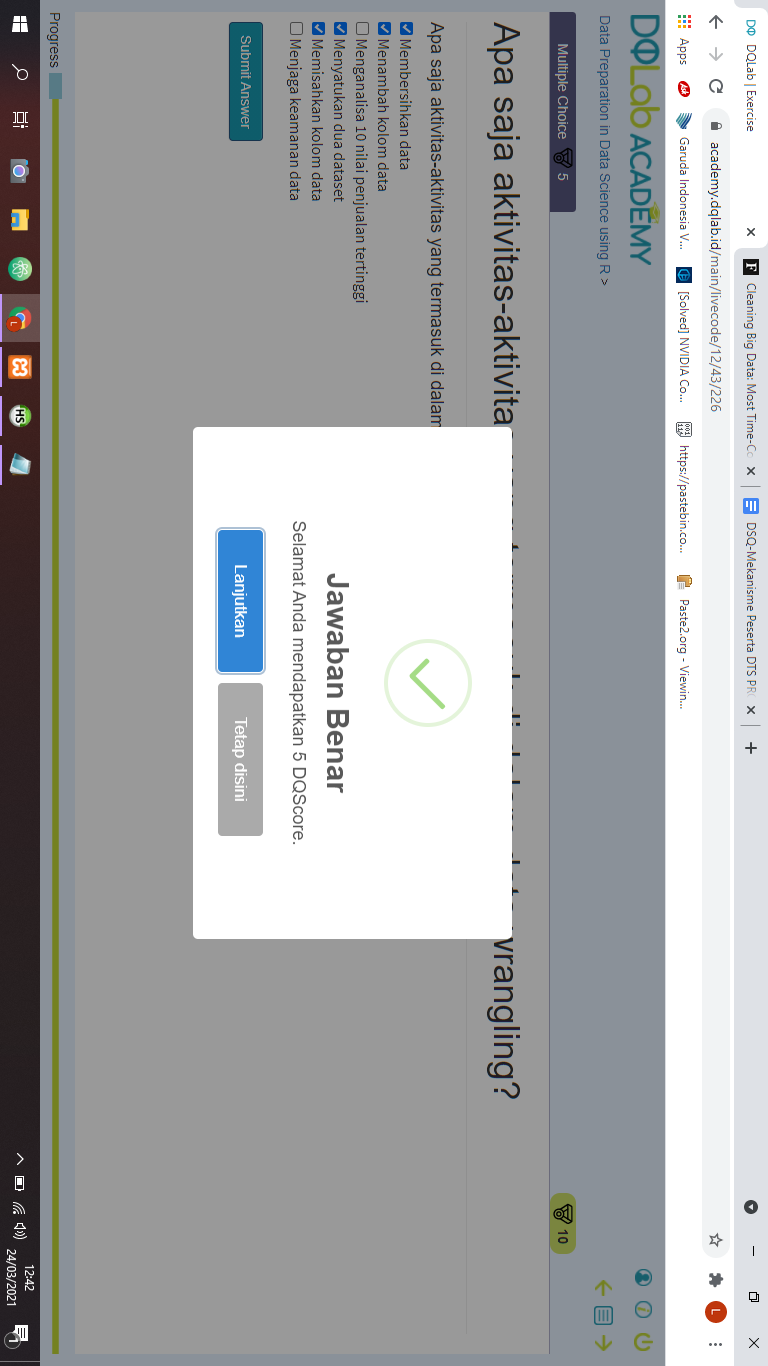 DQLab | Exercise
Cleaning Big Data: Most Time-Co
DSQ-Mekanisme Peserta DTS PR
academy.dqlab.id/main/livecode/12/43/226
L
Apps
Garuda Indonesia V...
[Solved] NVIDIA Co...
https://pastebin.co...
Paste2.org - Viewin...
DQLab ACADEMY
Data Preparation in Data Science using R >
Multiple Choice 5
10
Apa saja aktivitas-aktivita
wrangling?
Apa saja aktivitas-aktivitas yang termasuk di dalam
Membersihkan data
Menambah kolom data
Menganalisa 10 nilai penjualan tertinggi
Menyatukan dua dataset
Memisahkan kolom data
Menjaga keamanan data
Submit Answer
Jawaban Benar
Selamat Anda mendapatkan 5 DQScore.
Lanjutkan
Tetap disini
Progress
12:42
24/03/2021
1